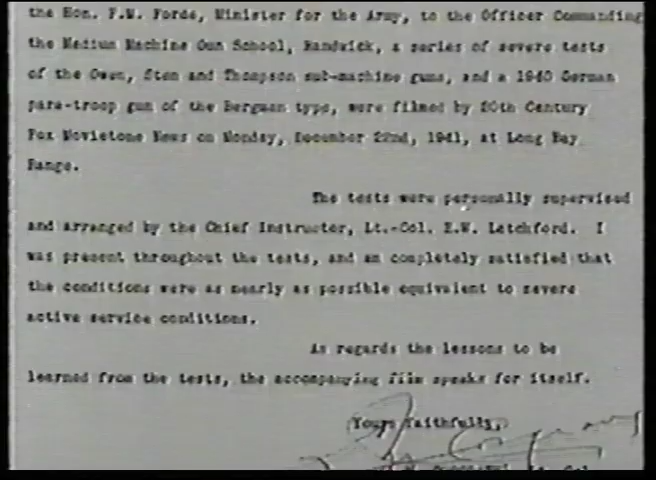 the Hon. F.M. Forde, Minister for the Army, to the Officer Commanding
the Medium Machine Gun School, Randwick, a series of severe tests
of the Owen, Sten and Thompson sub-machine guns, and a 1940 German
para-troop gun of the Bergman type, were filmed by 20th Century
Fox Movietone News on Monday, December 22nd, 1941, at Long Bay
Range.
The tests were personally supervised
and arranged by the Chief Instructor, Lt.-Col. E.W. Latchford. I
was present throughout the tests, and am completely satisfied that
the conditions were as nearly as possible equivalent to severe
active service conditions.
As regards the lessons to be
learned from the tests, the accompanying film speaks for itself.
Yours faithfully,